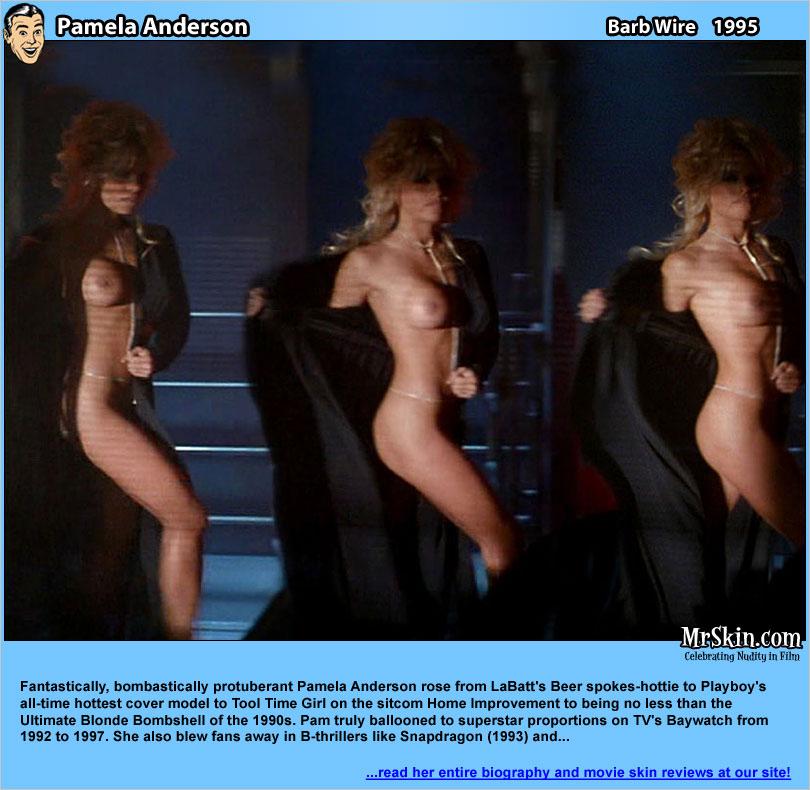 Pamela Anderson
Barb Wire 1995
MrSkin.com
Celebrating Nudity in Film
Fantastically, bombastically protuberant Pamela Anderson rose from LaBatt's Beer spokes-hottie to Playboy's
all-time hottest cover model to Tool Time Girl on the sitcom Home Improvement to being no less than the
Ultimate Blonde Bombshell of the 1990s. Pam truly ballooned to superstar proportions on TV's Baywatch from
1992 to 1997. She also blew fans away in B-thrillers like Snapdragon (1993) and...
...read her entire biography and movie skin reviews at our site!